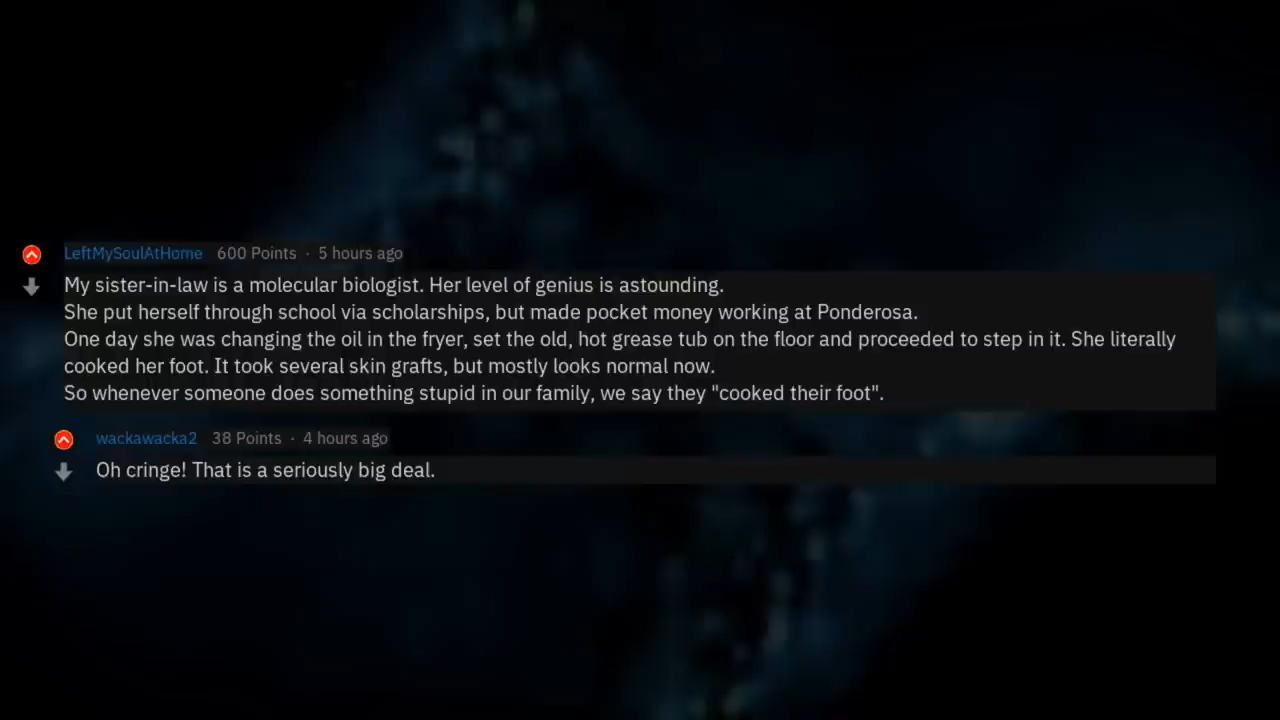 LeftMySoulAtHome 600 Points · 5 hours ago
My sister-in-law is a molecular biologist. Her level of genius is astounding.
She put herself through school via scholarships, but made pocket money working at Ponderosa.
One day she was changing the oil in the fryer, set the old, hot grease tub on the floor and proceeded to step in it. She literally
cooked her foot. It took several skin grafts, but mostly looks normal now.
So whenever someone does something stupid in our family, we say they "cooked their foot".
wackawacka2 38 Points · 4 hours ago
Oh cringe! That is a seriously big deal.